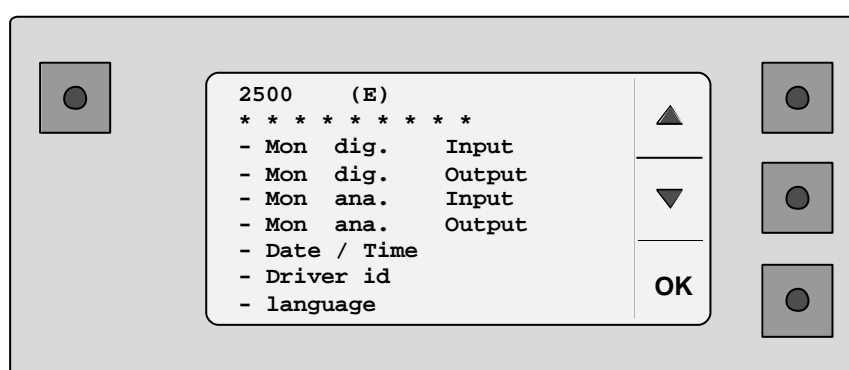 2500 (E)
* * * * * * * * *
- Mon dig. Input
- Mon dig. Output
- Mon ana. Input
- Mon ana. Output
- Date / Time
- Driver id
- language
OK